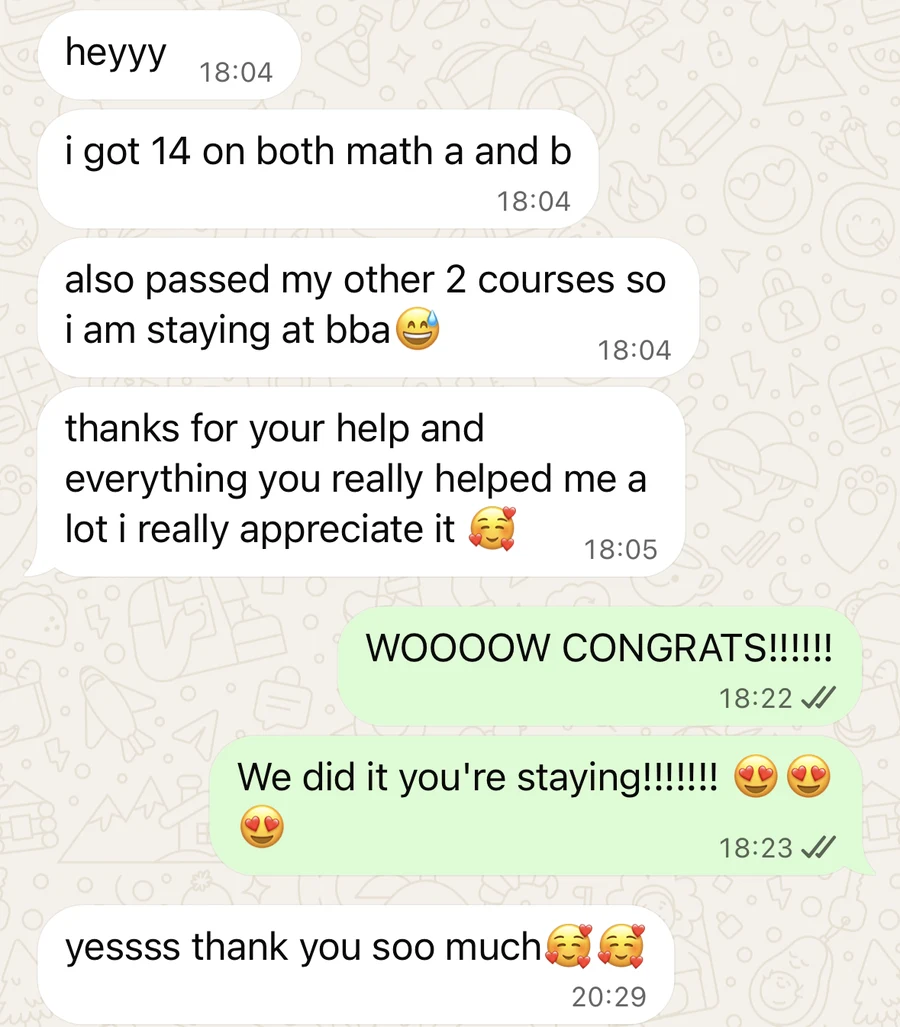 heyyy
18:04
i got 14 on both math a and b
18:04
also passed my other 2 courses so
i am staying at bba😅
18:04
thanks for your help and
everything you really helped me a
lot i really appreciate it 🥰
18:05
WOOOOW CONGRATS!!!!!!
18:22
We did it you're staying!!!!!!! 😍😍
😍
18:23
yessss thank you soo much🥰🥰
20:29